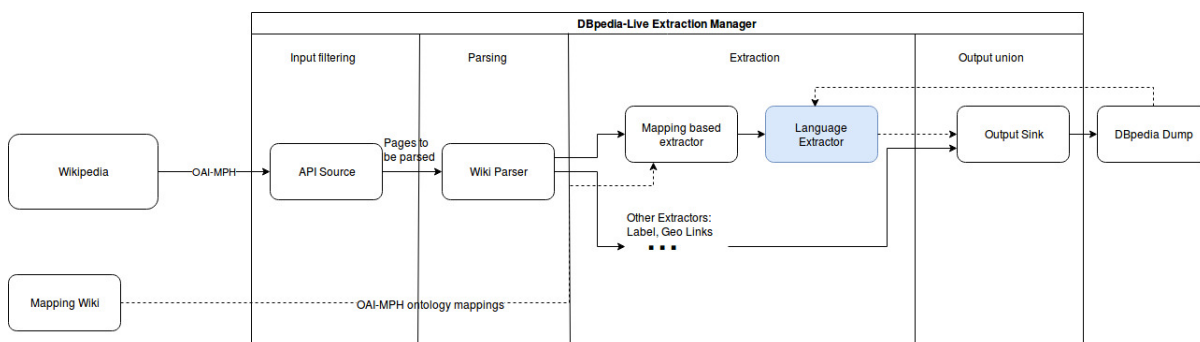 DBpedia-Live Extraction Manager
Input filtering
Parsing
Extraction
Output union
Wikipedia
OAI-MPH
API Source
Pages to
be parsed
Wiki Parser
Mapping based
extractor
Language
Extractor
Output Sink
DBpedia Dump
Other Extractors:
Label, Geo Links
Mapping Wiki
OAI-MPH ontology mappings